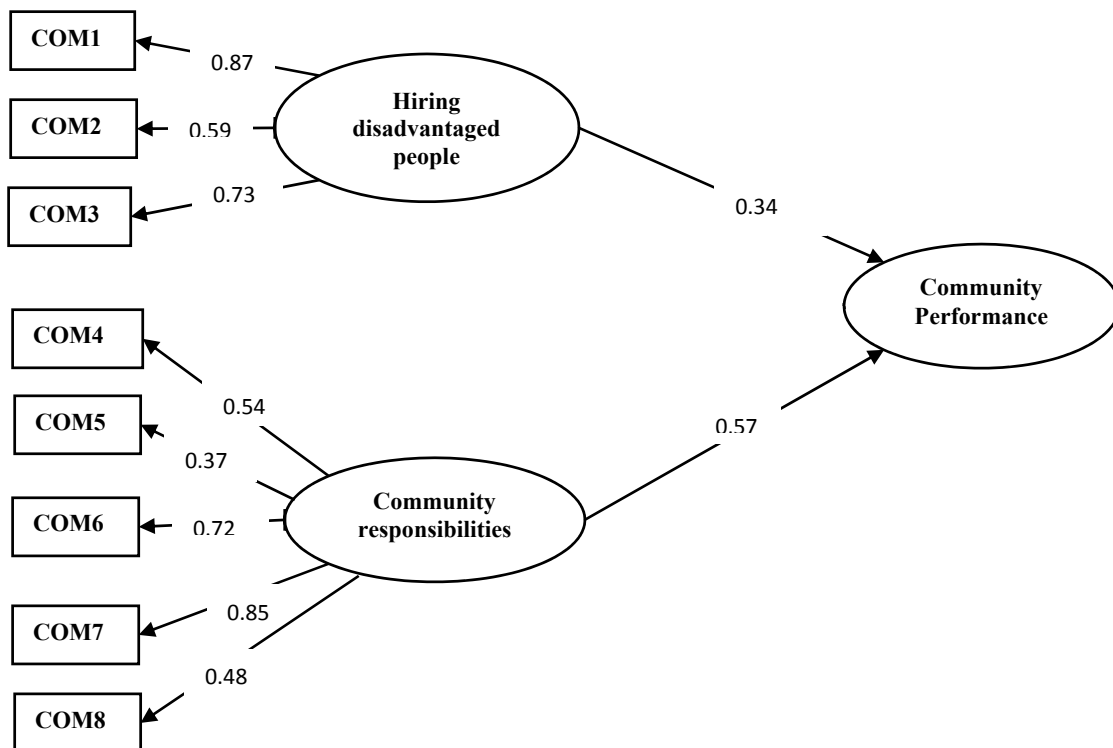 COM1
0.87
COM2
0.59
COM3
0.73
Hiring
disadvantaged
people
0.34
Community
Performance
COM4
0.54
COM5
0.37
COM6
0.72
COM7
0.85
COM8
0.48
Community
responsibilities
0.57